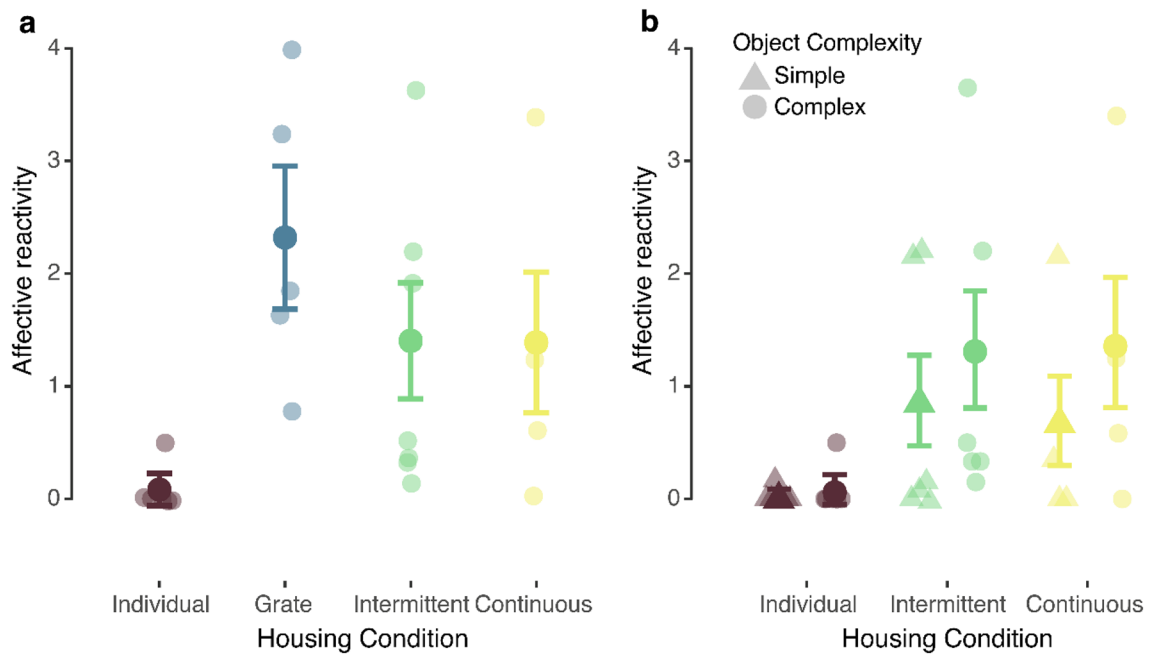 a
4
3
2
1
0
Affective reactivity
Individual
Grate
Intermittent
Continuous
Housing Condition
b
Object Complexity
Simple
Complex
4
3
2
1
0
Affective reactivity
Individual
Intermittent
Continuous
Housing Condition